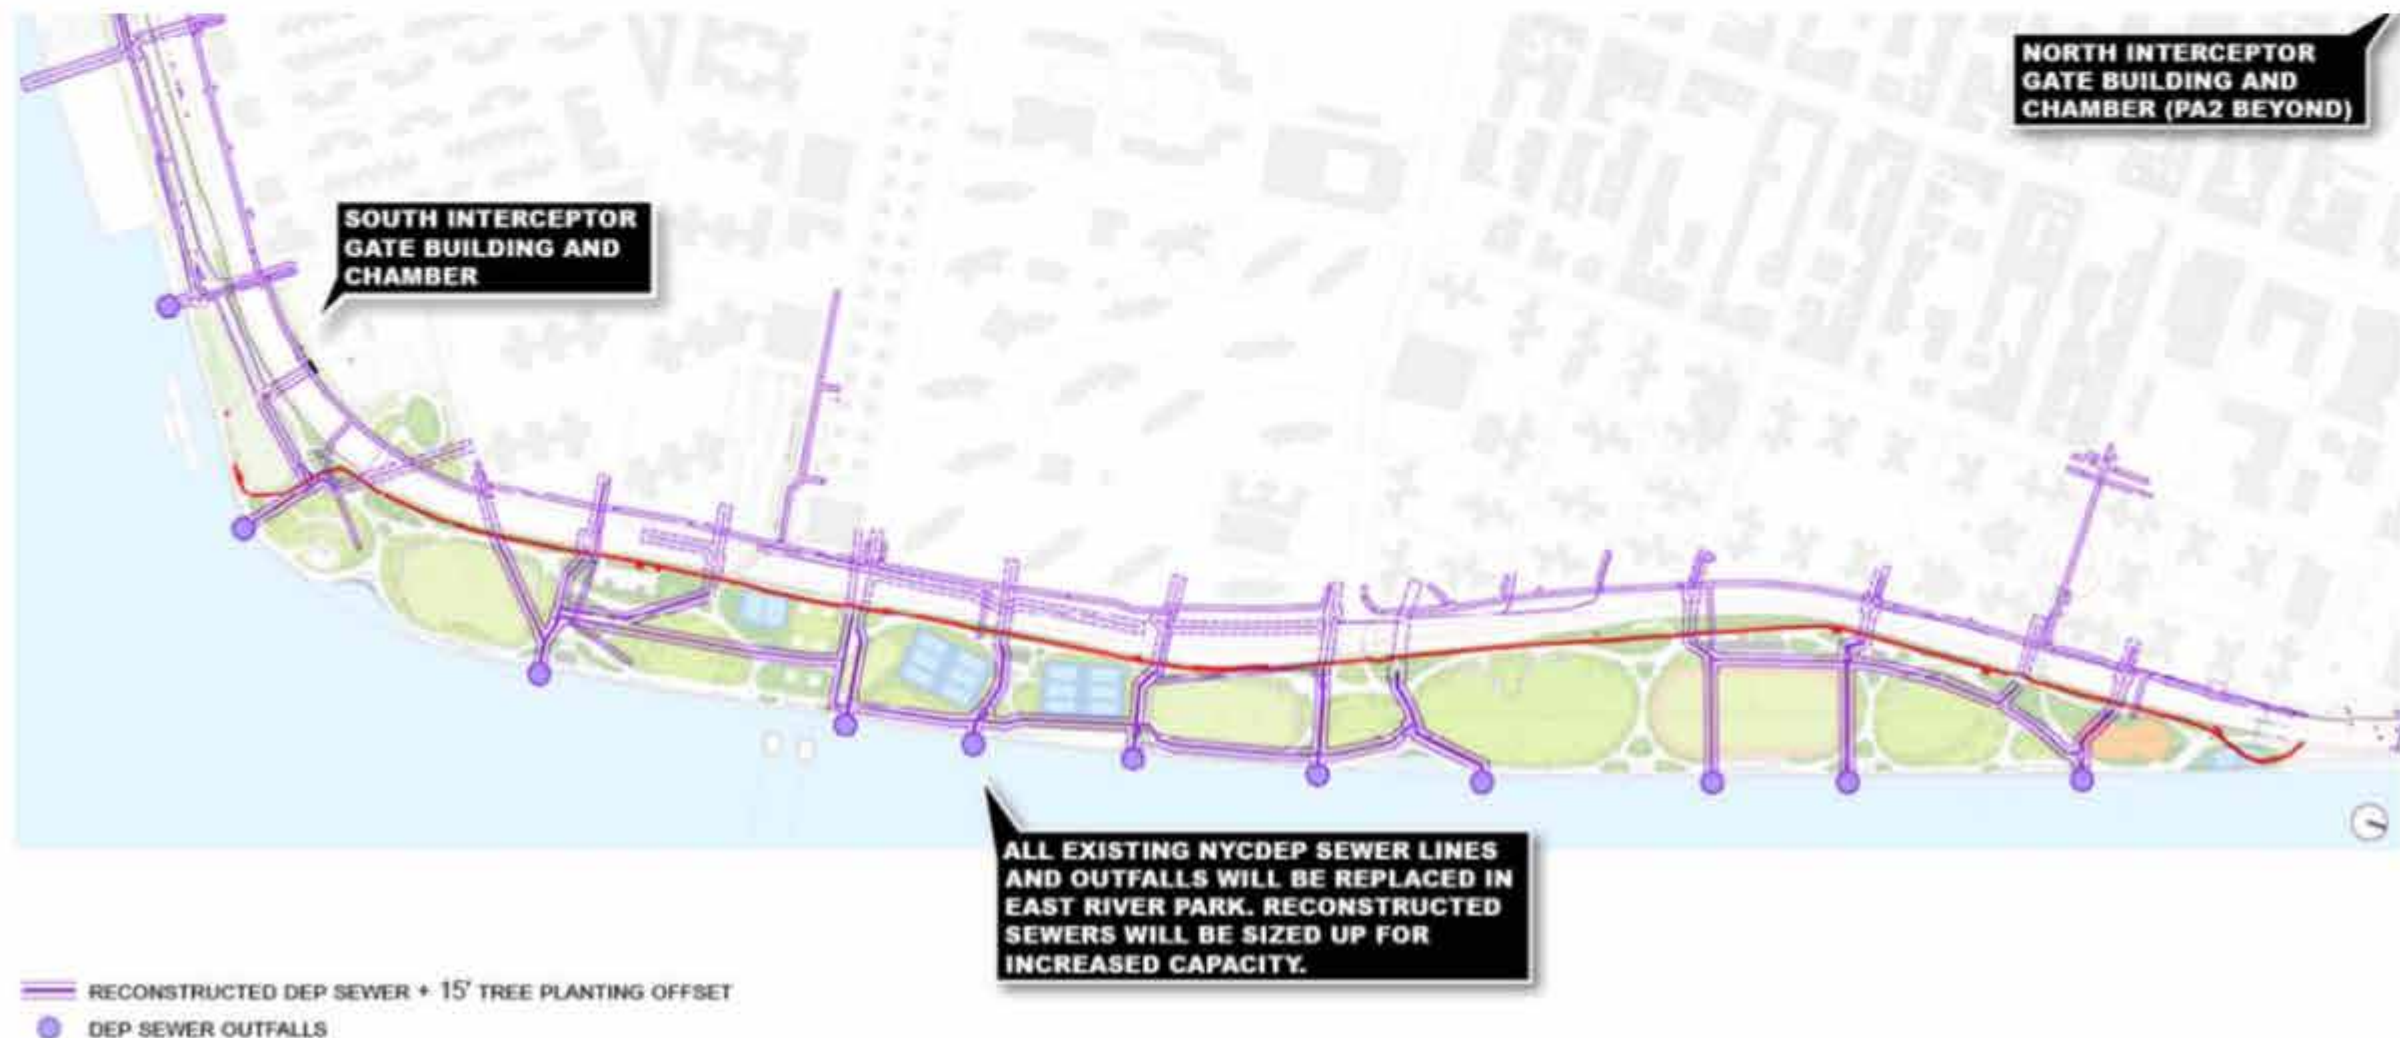 NORTH INTERCEPTOR
GATE BUILDING AND
CHAMBER (PA2 BEYOND)
SOUTH INTERCEPTOR
GATE BUILDING AND
CHAMBER
ALL EXISTING NYCDEP SEWER LINES
AND OUTFALLS WILL BE REPLACED IN
EAST RIVER PARK. RECONSTRUCTED
SEWERS WILL BE SIZED UP FOR
INCREASED CAPACITY.
RECONSTRUCTED DEP SEWER + 15' TREE PLANTING OFFSET
DEP SEWER OUTFALLS